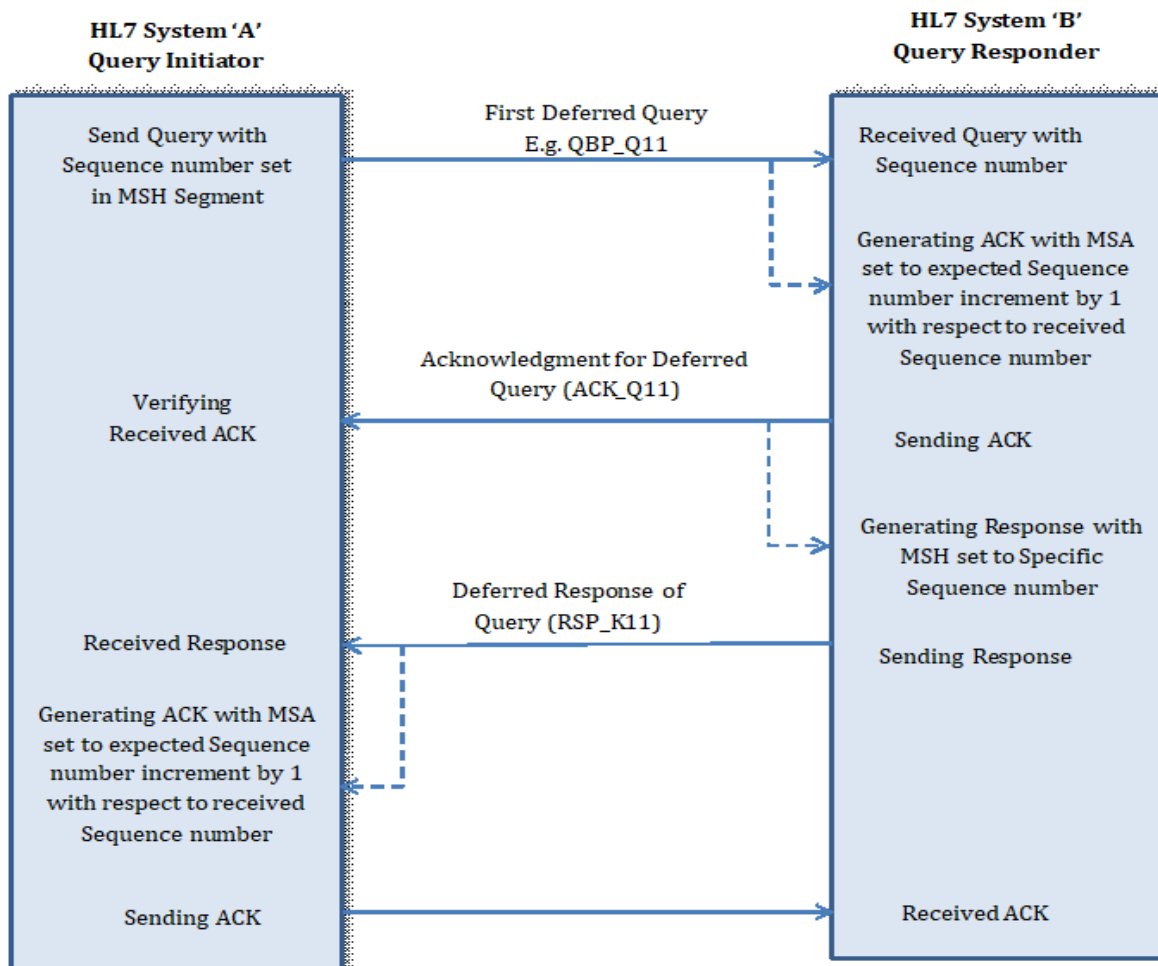 HL7 System ‘A’
Query Initiator
HL7 System ‘B’
Query Responder
First Deferred Query
E.g. QBP_Q11
Send Query with
Sequence number set
in MSH Segment
Received Query with
Sequence number
Generating ACK with MSA
set to expected Sequence
number increment by 1
with respect to received
Sequence number
Acknowledgment for Deferred
Query (ACK_Q11)
Verifying
Received ACK
Sending ACK
Generating Response with
MSH set to Specific
Sequence number
Deferred Response of
Query (RSP_K11)
Received Response
Sending Response
Generating ACK with MSA
set to expected Sequence
number increment by 1
with respect to received
Sequence number
Sending ACK
Received ACK